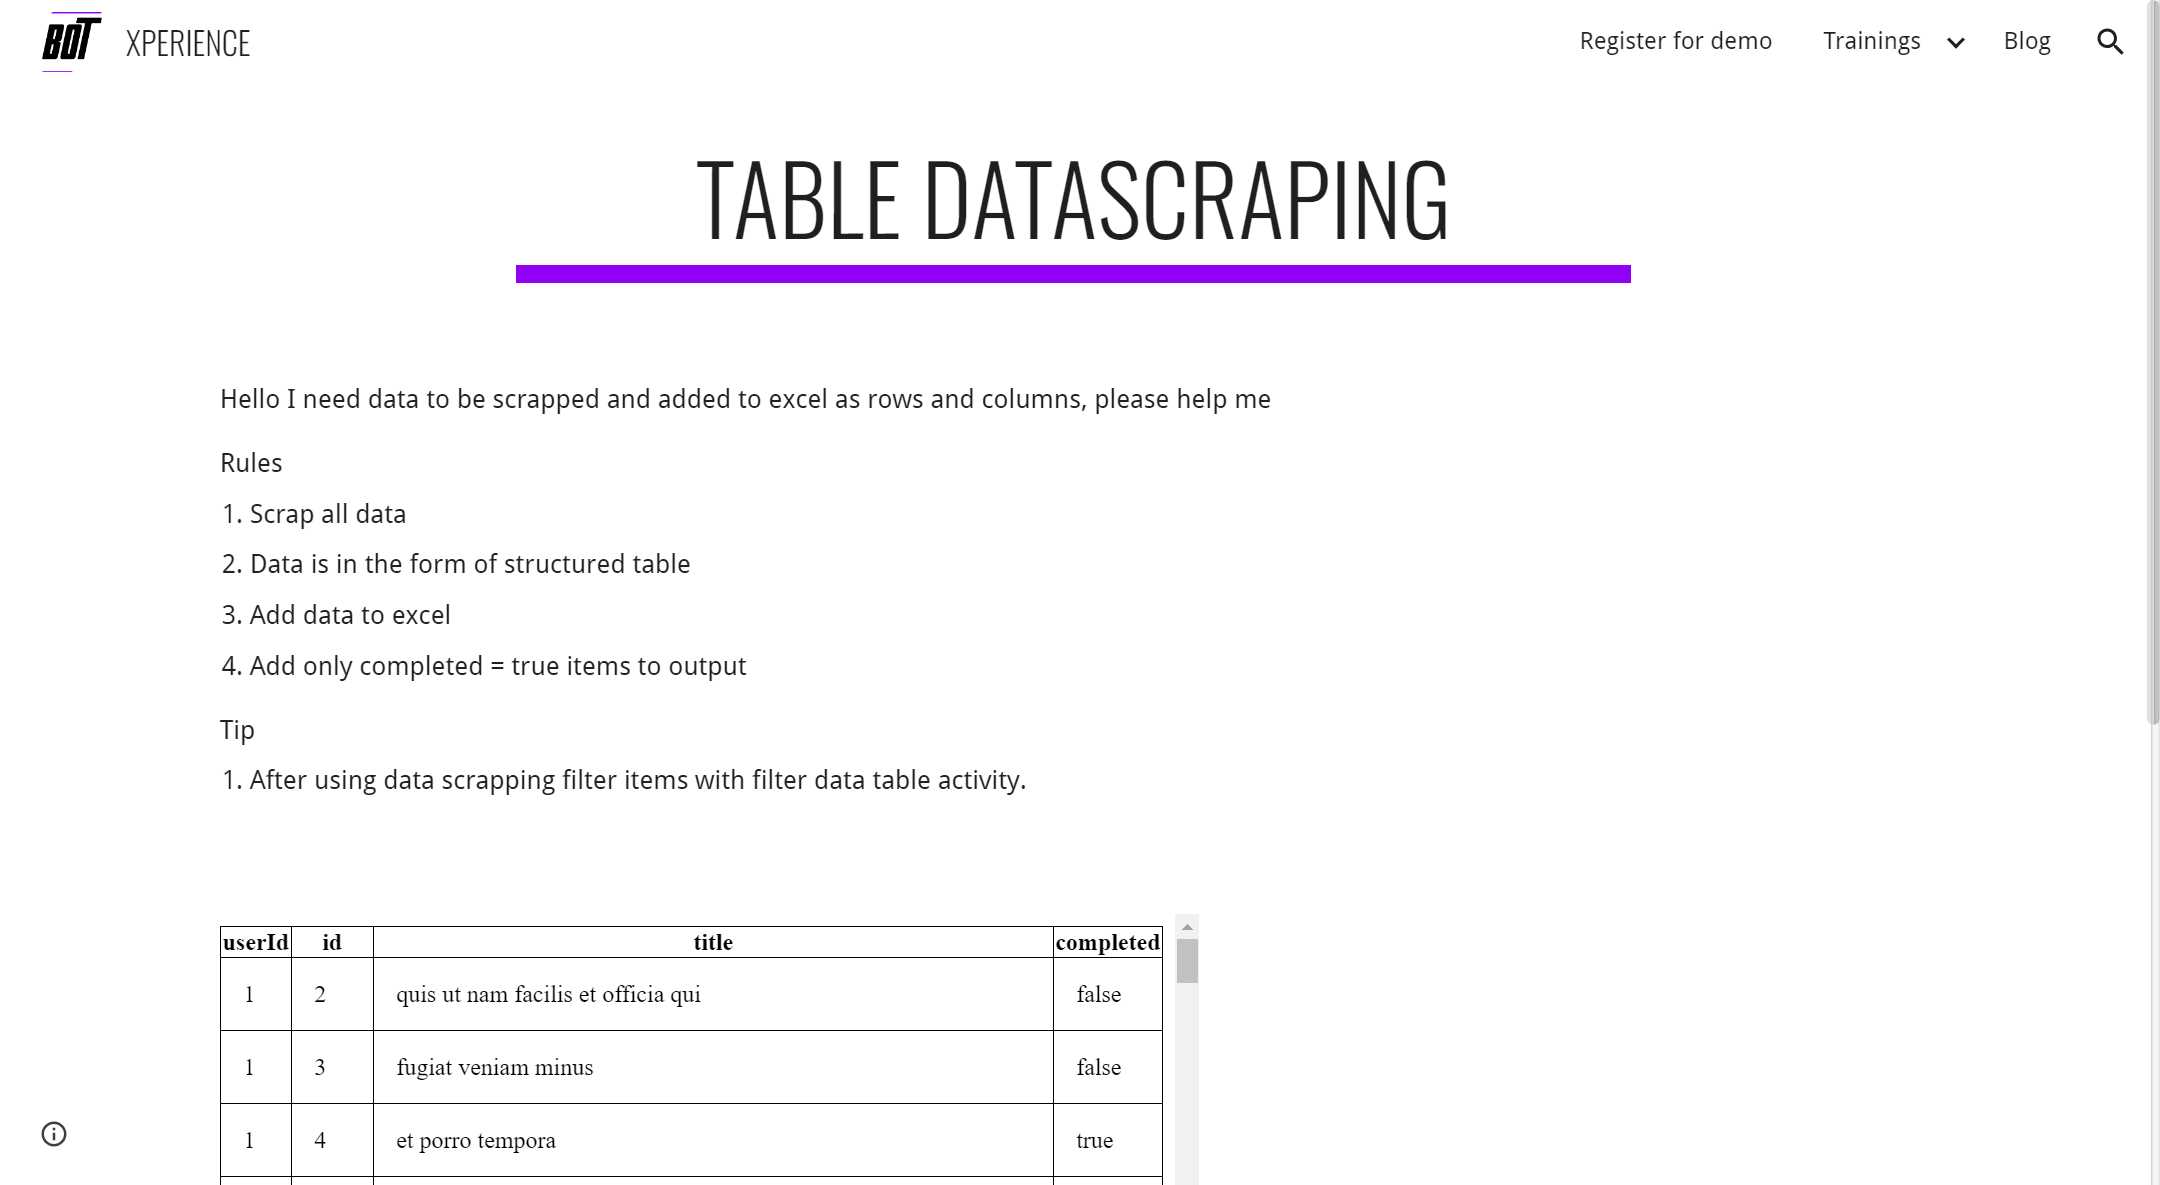 BOT
XPERIENCE
Register for demo
Trainings
Blog
TABLE DATASCRAPING
Hello I need data to be scrapped and added to excel as rows and columns, please help me
Rules
1. Scrap all data
2. Data is in the form of structured table
3. Add data to excel
4. Add only completed = true items to output
Tip
1. After using data scrapping filter items with filter data table activity.
userId id title completed
1 2 quis ut nam facilis et officia qui false
1 3 fugiat veniam minus false
1 4 et porro tempora true